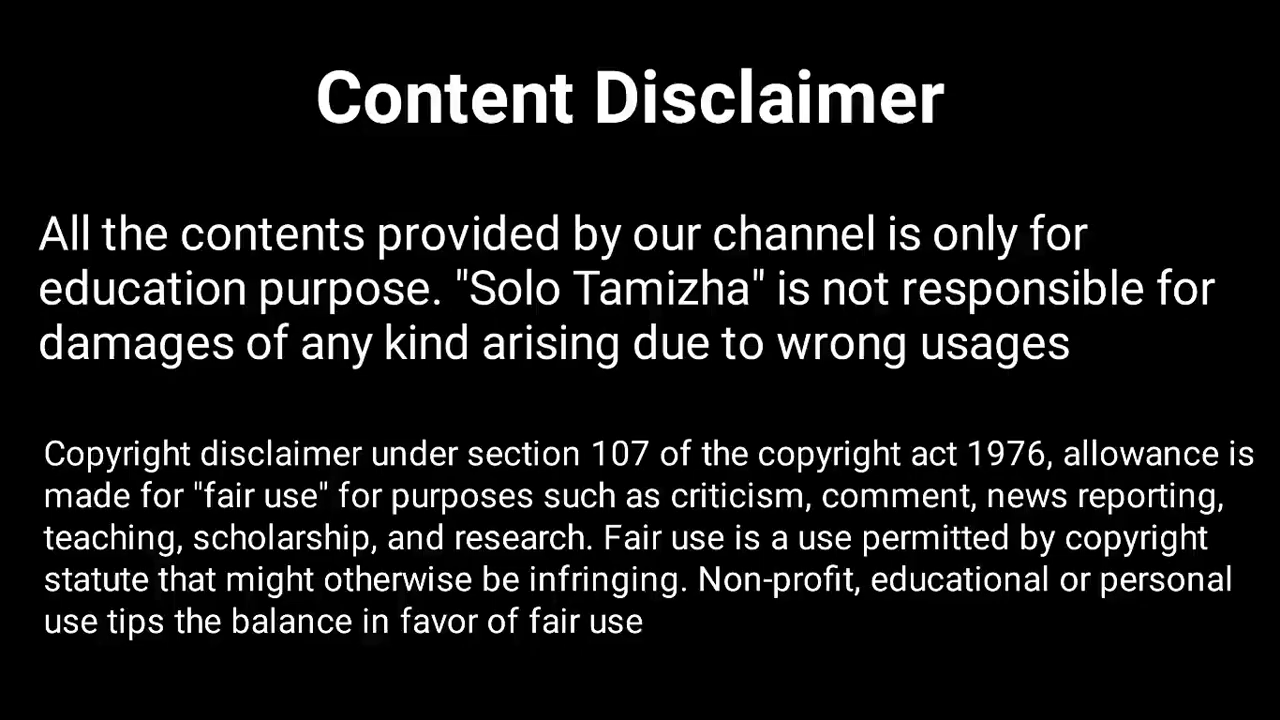 Content Disclaimer
All the contents provided by our channel is only for
education purpose. "Solo Tamizha" is not responsible for
damages of any kind arising due to wrong usages
Copyright disclaimer under section 107 of the copyright act 1976, allowance is
made for "fair use" for purposes such as criticism, comment, news reporting,
teaching, scholarship, and research. Fair use is a use permitted by copyright
statute that might otherwise be infringing. Non-profit, educational or personal
use tips the balance in favor of fair use